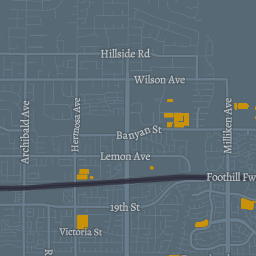 Hillside Rd
Wilson Ave
Archibald Ave
Hermosa Ave
Milliken Ave
Banyan St
Lemon Ave
Foothill Fw
19th St
Victoria St
R